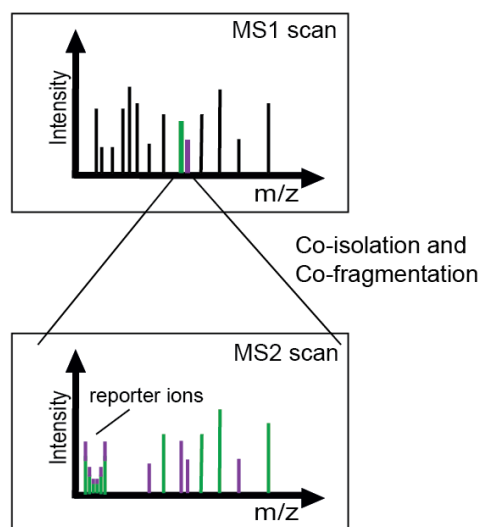 MS1 scan
Intensity
m/z
Co-isolation and
Co-fragmentation
MS2 scan
reporter ions
Intensity
m/z